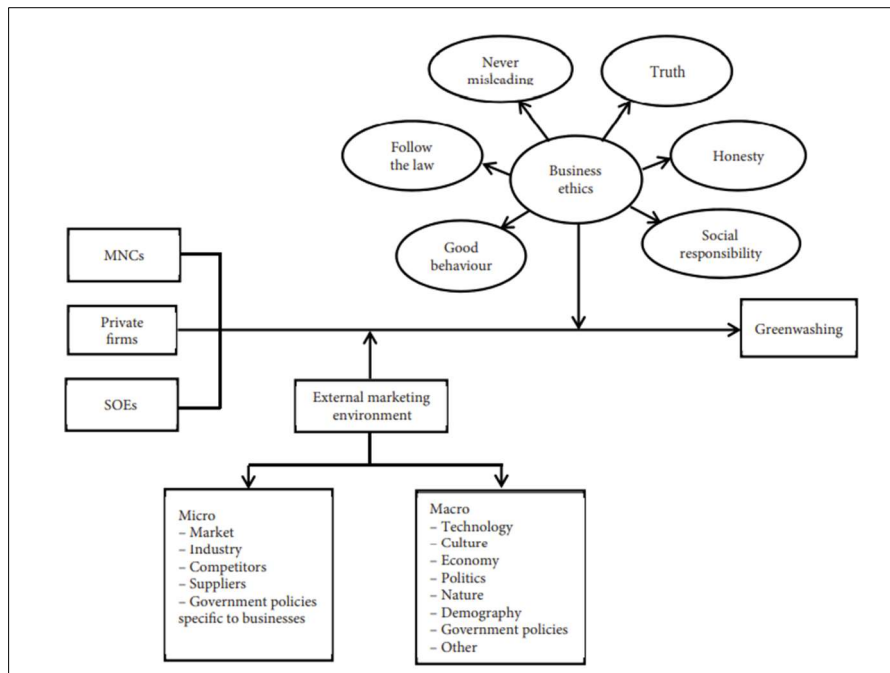 Never
misleading
Truth
Follow
the law
Business
ethics
Honesty
Good
behaviour
Social
responsibility
MNCs
Private
firms
SOEs
Greenwashing
External marketing
environment
Micro
– Market
– Industry
– Competitors
– Suppliers
– Government policies
specific to businesses
Macro
– Technology
– Culture
– Economy
– Politics
– Nature
– Demography
– Government policies
– Other